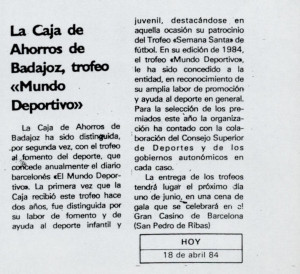 La Caja de
Ahorros de
Badajoz, trofeo
«Mundo
Deportivo»
La Caja de Ahorros de
Badajoz ha sido distinguida,
por segunda vez, con el trofeo
al fomento del deporte, que
concede anualmente el diario
barcelonés «El Mundo Depor-
tivo». La primera vez que la
Caja recibió este trofeo hace
dos años, fue distinguida por
su labor de fomento y de
ayuda al deporte infantil y
juvenil, destacándose en
aquella ocasión su patrocinio
del Trofeo «Semana Santa» de
fútbol. En su edición de 1984,
el trofeo «Mundo Deportivo»,
le ha sido concedido a la
entidad, en reconocimiento de
su amplia labor de promoción
y ayuda al deporte en general.
Para la selección de los pre-
miados este año la organiza-
ción ha contado con la cola-
boración del Consejo Superior
de Deportes y de los
gobiernos autonómicos en
cada caso.
La entrega de los trofeos
tendrá lugar el próximo día
uno de junio, en una cena de
gala que se celebrará en el
Gran Casino de Barcelona
(San Pedro de Ribas)
HOY
18 de abril 84